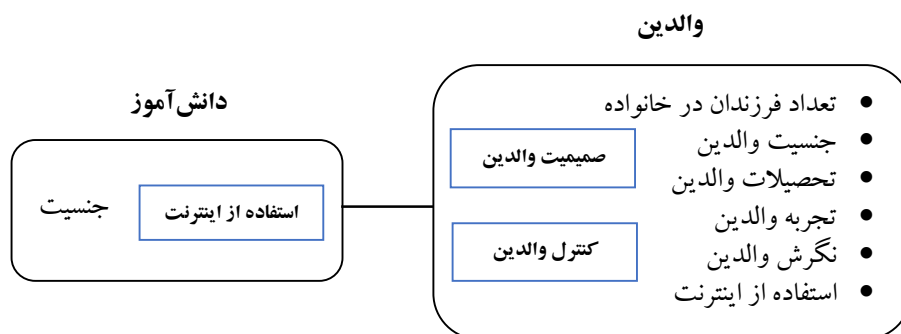 والدین
تعداد فرزندان در خانواده
جنسیت والدین
تحصیلات والدین
تجربه والدین
نگرش والدین
استفاده از اینترنت
صمیمیت والدین
کنترل والدین
دانش‌آموز
استفاده از اینترنت
جنسیت